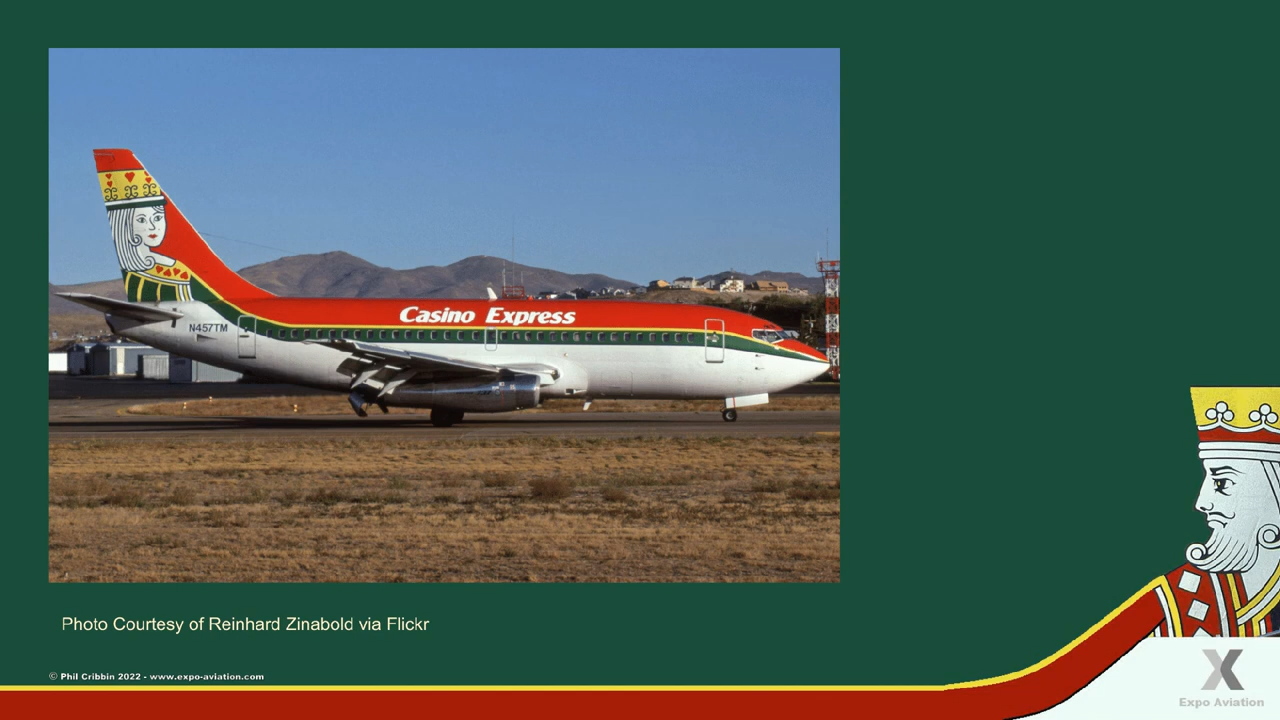 Casino Express
N457TM
Photo Courtesy of Reinhard Zinabold via Flickr
© Phil Cribbin 2022 - www.expo-aviation.com
X
Expo Aviation